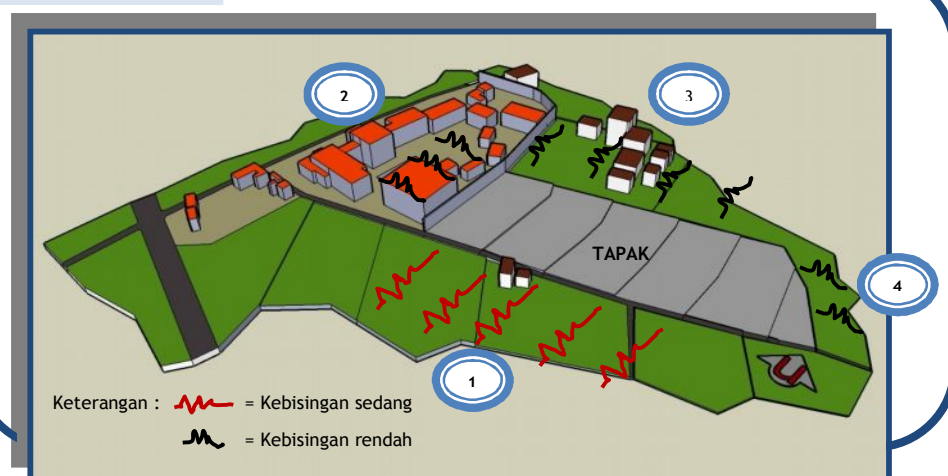 2
3
TAPAK
4
1
U
Keterangan : = Kebisingan sedang
= Kebisingan rendah